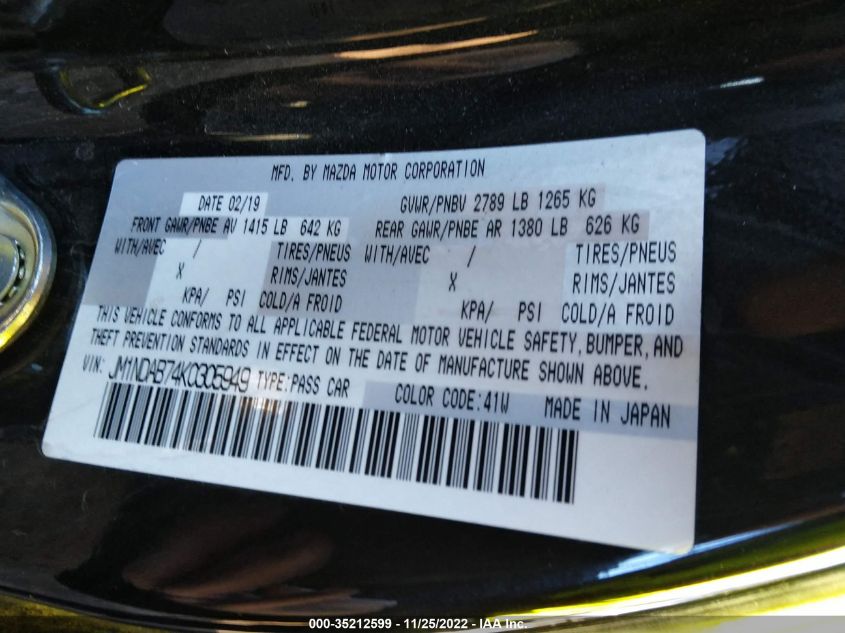 MFD. BY MAZDA MOTOR CORPORATION
DATE 02/19 GVWR/PNBV 2789 LB 1265 KG
FRONT GAWR/PNBE AV 1415 LB 642 KG REAR GAWR/PNBE AR 1380 LB 626 KG
WITH/AVEC / TIRES/PNEUS WITH/AVEC / TIRES/PNEUS
X RIMS/JANTES X RIMS/JANTES
KPA/ PSI COLD/A FROID KPA/ PSI COLD/A FROID
THIS VEHICLE CONFORMS TO ALL APPLICABLE FEDERAL MOTOR VEHICLE SAFETY, BUMPER, AND
THEFT PREVENTION STANDARDS IN EFFECT ON THE DATE OF MANUFACTURE SHOWN ABOVE.
VIN: JM1NDAB74K0305949 TYPE:PASS CAR COLOR CODE:41W MADE IN JAPAN
000-35212599 - 11/25/2022 - IAA Inc.